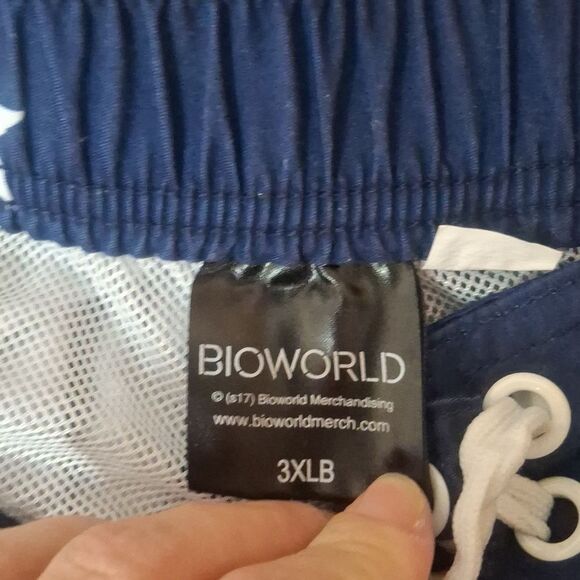 BIOWORLD
© (s17) Bioworld Merchandising
www.bioworldmerch.com
3XLB